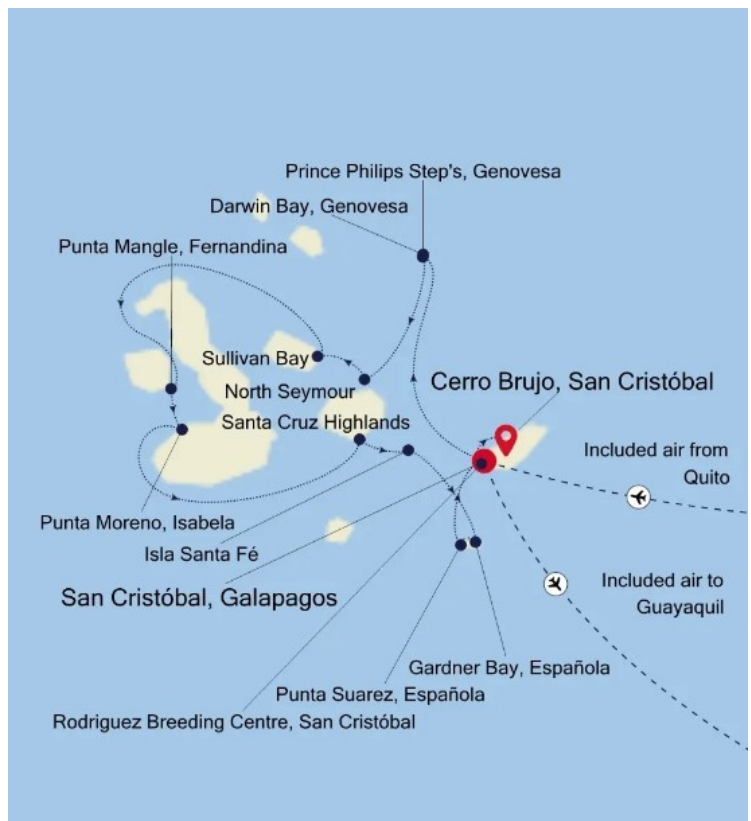 Prince Philips Step's, Genovesa
Darwin Bay, Genovesa
Punta Mangle, Fernandina
Sullivan Bay
North Seymour
Cerro Brujo, San Cristóbal
Santa Cruz Highlands
Included air from
Quito
Punta Moreno, Isabela
Isla Santa Fé
San Cristóbal, Galapagos
Included air to
Guayaquil
Gardner Bay, Española
Punta Suarez, Española
Rodriguez Breeding Centre, San Cristóbal